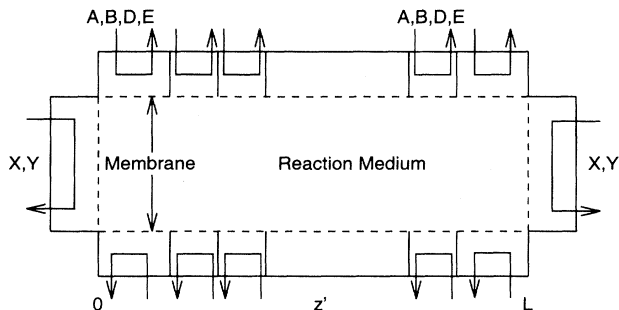 A,B,D,E A,B,D,E
X,Y Membrane Reaction Medium X,Y
0 z' L